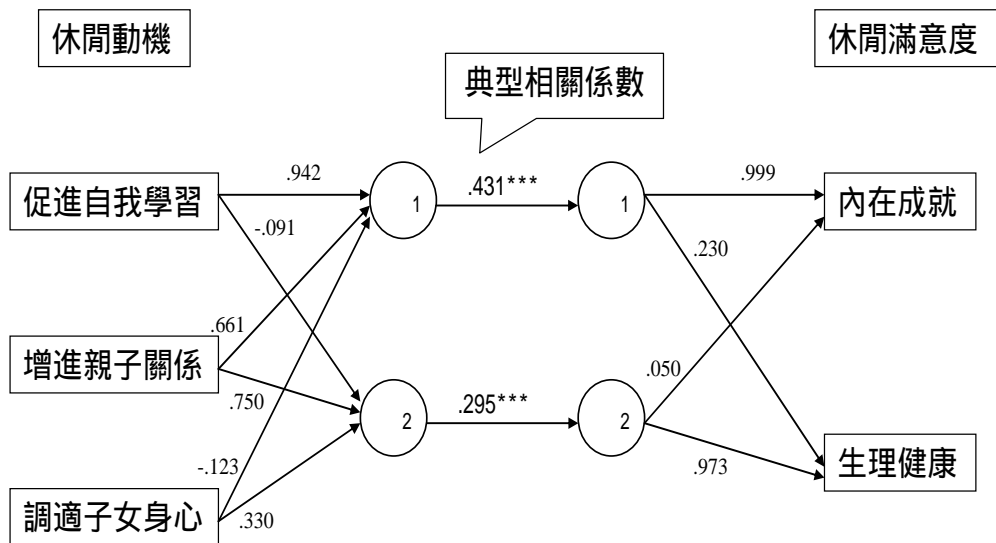 休閒動機
休閒滿意度
典型相關係數
促進自我學習
.942
1
.431***
1
.999
內在成就
-.091
.230
.661
增進親子關係
.750
2
.295***
2
.050
.973
生理健康
-.123
調適子女身心
.330